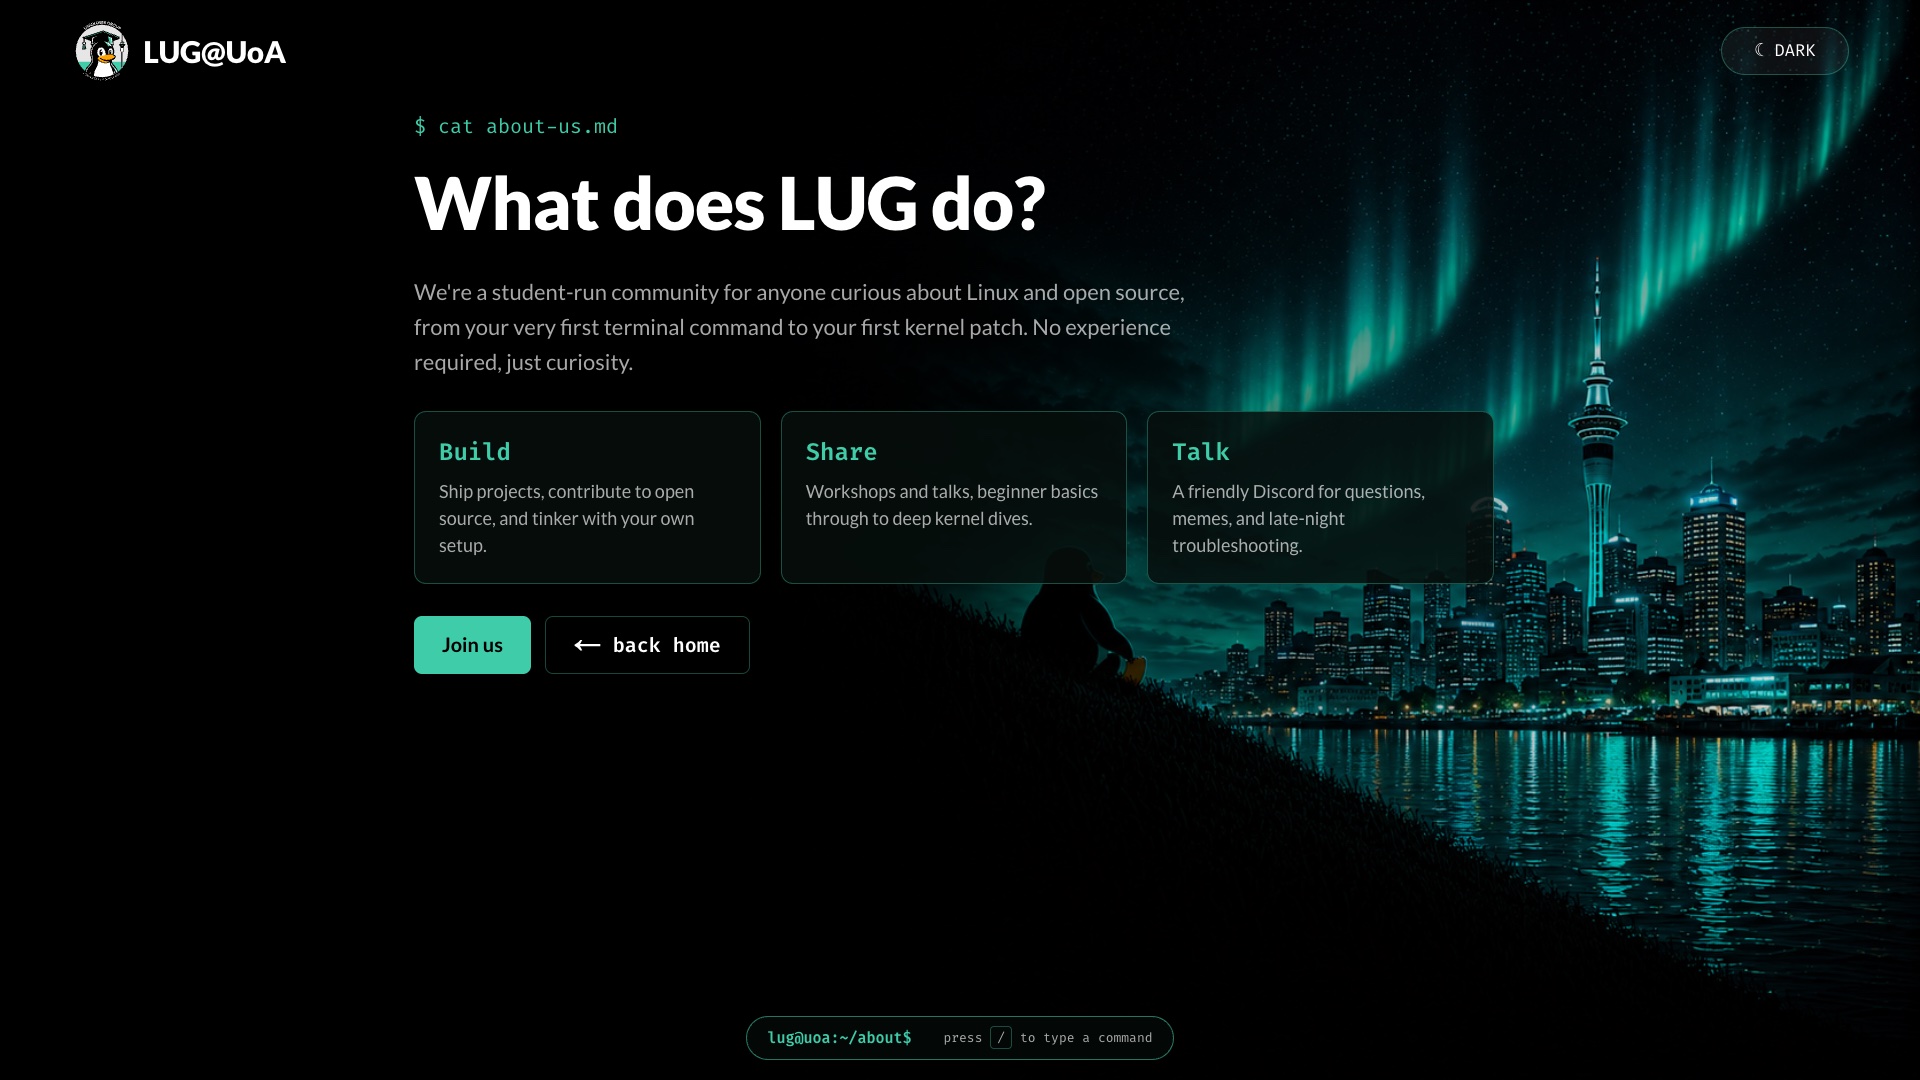 LUG@UoA
☾ DARK
$ cat about-us.md
What does LUG do?
We're a student-run community for anyone curious about Linux and open source,
from your very first terminal command to your first kernel patch. No experience
required, just curiosity.
Build
Ship projects, contribute to open
source, and tinker with your own
setup.
Share
Workshops and talks, beginner basics
through to deep kernel dives.
Talk
A friendly Discord for questions,
memes, and late-night
troubleshooting.
Join us
← back home
lug@uoa:~/about$ press / to type a command